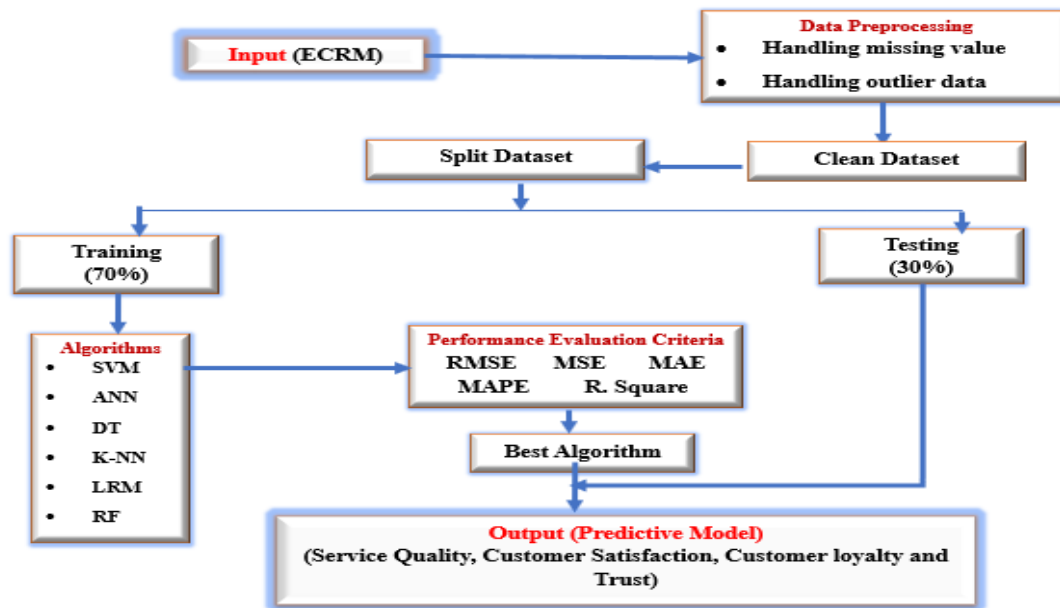 Input (ECRM)
Data Preprocessing
• Handling missing value
• Handling outlier data
Split Dataset
Clean Dataset
Training
(70%)
Testing
(30%)
Algorithms
• SVM
• ANN
• DT
• K-NN
• LRM
• RF
Performance Evaluation Criteria
RMSE MSE MAE
MAPE R. Square
Best Algorithm
Output (Predictive Model)
(Service Quality, Customer Satisfaction, Customer loyalty and
Trust)